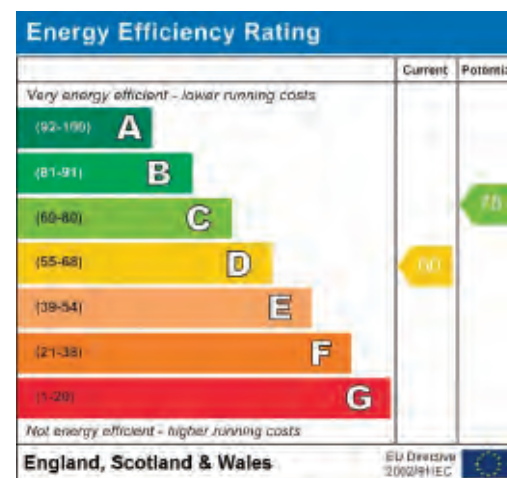 Energy Efficiency Rating
Current Potentia
Very energy efficient - lower running costs
(92-100) A
(81-91) B
(69-80) C
(55-68) D
(39-54) E
(21-38) F
(1-20) G
Not energy efficient - higher running costs
England, Scotland & Wales
EU Directive
2002/91/EC